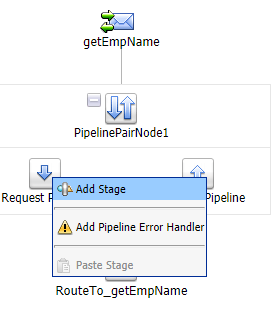 getEmpName
PipelinePairNode1
Request P
Pipeline
Add Stage
Add Pipeline Error Handler
Paste Stage
RouteTo_getEmpName